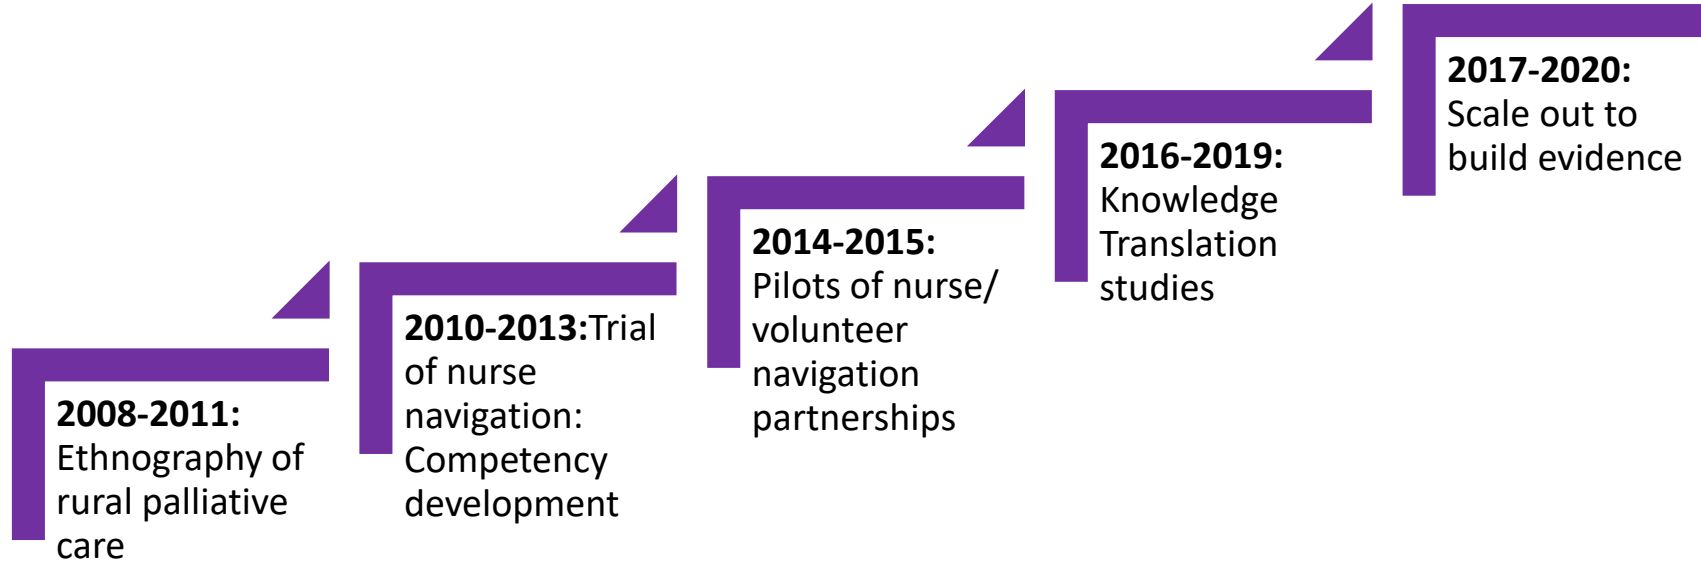 2008-2011:
Ethnography of
rural palliative
care
2010-2013:Trial
of nurse
navigation:
Competency
development
2014-2015:
Pilots of nurse/
volunteer
navigation
partnerships
2016-2019:
Knowledge
Translation
studies
2017-2020:
Scale out to
build evidence